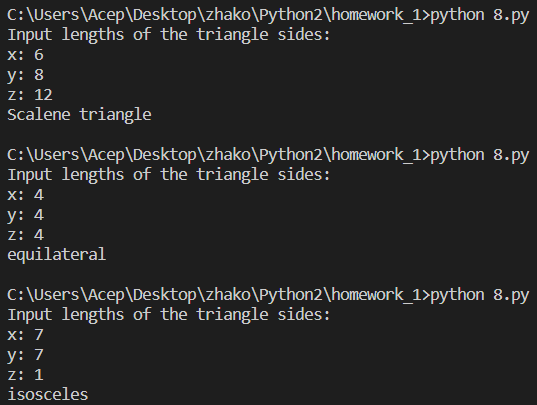 C:\Users\Acep\Desktop\zhako\Python2\homework_1>python 8.py
Input lengths of the triangle sides:
x: 6
y: 8
z: 12
Scalene triangle
C:\Users\Acep\Desktop\zhako\Python2\homework_1>python 8.py
Input lengths of the triangle sides:
x: 4
y: 4
z: 4
equilateral
C:\Users\Acep\Desktop\zhako\Python2\homework_1>python 8.py
Input lengths of the triangle sides:
x: 7
y: 7
z: 1
isosceles